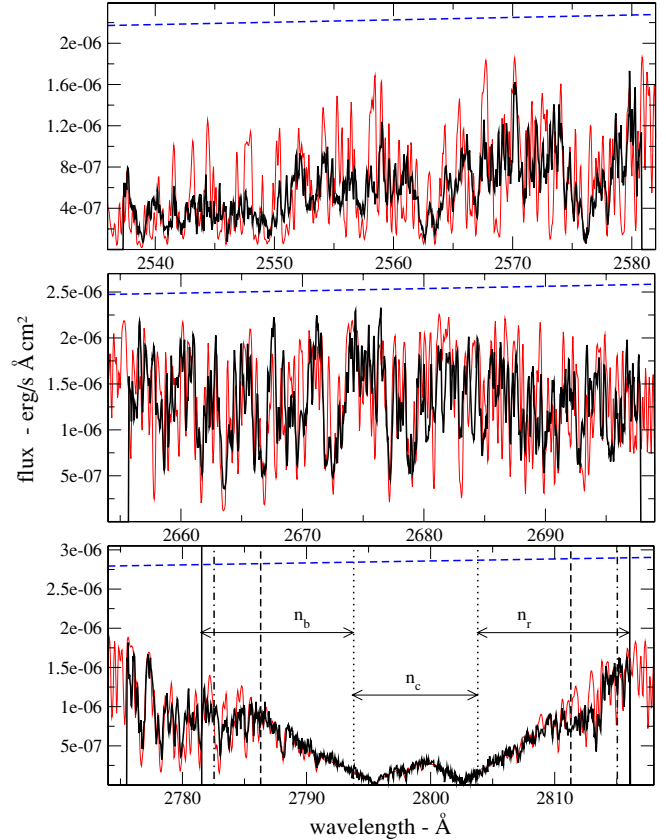 2e-06
1.6e-06
1.2e-06
8e-07
4e-07
2540 2550 2560 2570 2580
2.5e-06
2e-06
1.5e-06
1e-06
5e-07
2660 2670 2680 2690
flux - erg/s Å cm²
3e-06
2.5e-06
2e-06
1.5e-06
1e-06
5e-07
n_b n_r
n_c
2780 2790 2800 2810
wavelength - Å